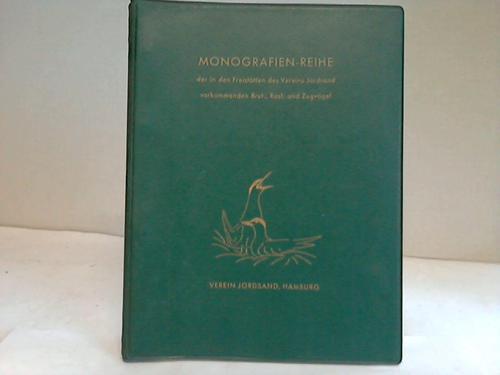 MONOGRAFIEN-REIHE
der in den Freistätten des Vereins Jordsand
vorkommenden Brut-, Rast- und Zugvögel
VEREIN JORDSAND, HAMBURG